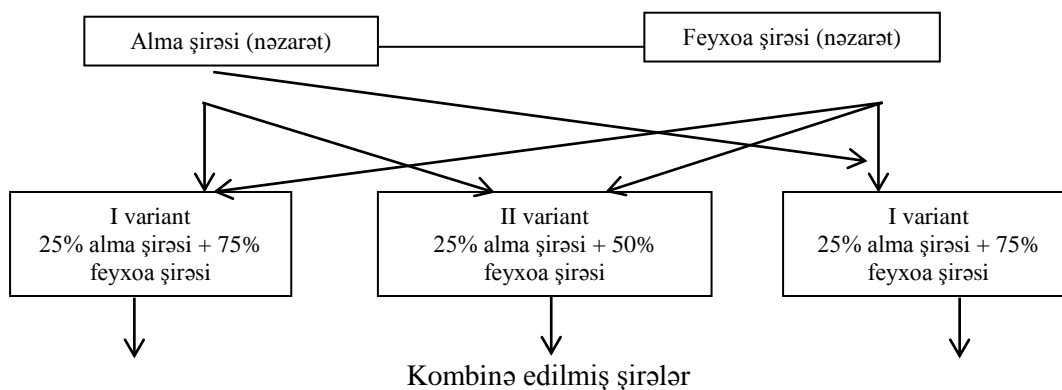 Alma şirəsi (nəzarət)
Feyxoa şirəsi (nəzarət)
I variant
25% alma şirəsi + 75%
feyxoa şirəsi
II variant
25% alma şirəsi + 50%
feyxoa şirəsi
I variant
25% alma şirəsi + 75%
feyxoa şirəsi
Kombinə edilmiş şirələr